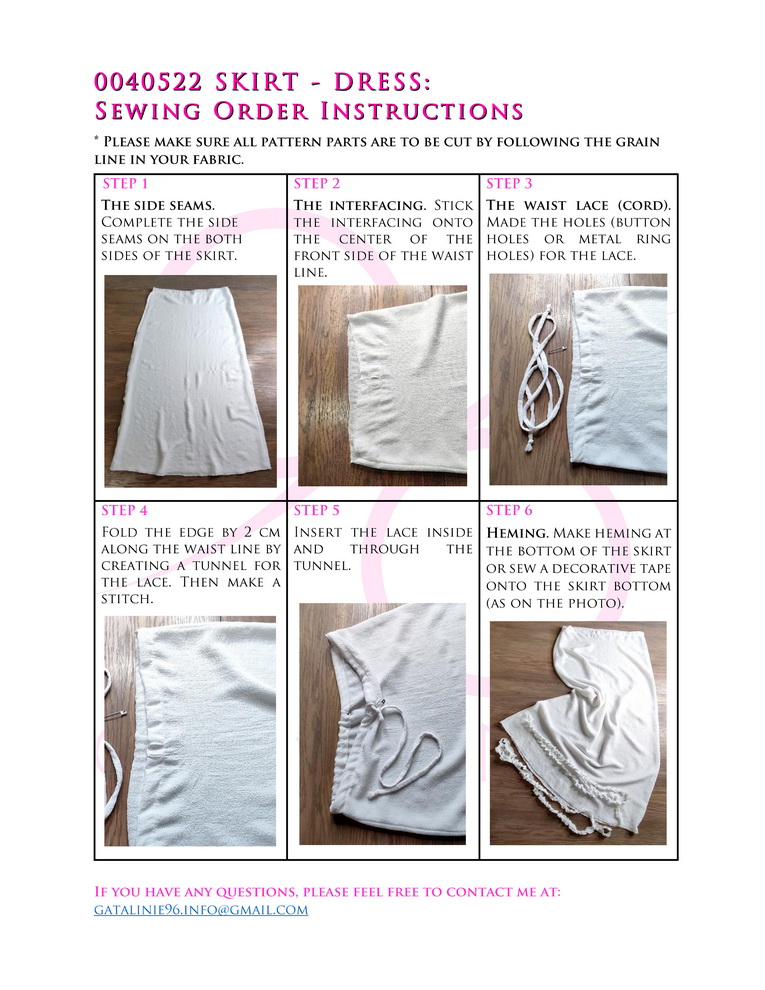 0040522 SKIRT - DRESS:
SEWING ORDER INSTRUCTIONS
* PLEASE MAKE SURE ALL PATTERN PARTS ARE TO BE CUT BY FOLLOWING THE GRAIN
LINE IN YOUR FABRIC.
STEP 1
THE SIDE SEAMS.
COMPLETE THE SIDE
SEAMS ON THE BOTH
SIDES OF THE SKIRT.
STEP 2
THE INTERFACING. STICK
THE INTERFACING ONTO
THE CENTER OF THE
FRONT SIDE OF THE WAIST
LINE.
STEP 3
THE WAIST LACE (CORD).
MADE THE HOLES (BUTTON
HOLES OR METAL RING
HOLES) FOR THE LACE.
STEP 4
FOLD THE EDGE BY 2 CM
ALONG THE WAIST LINE BY
CREATING A TUNNEL FOR
THE LACE. THEN MAKE A
STITCH.
STEP 5
INSERT THE LACE INSIDE
AND THROUGH THE
TUNNEL.
STEP 6
HEMING. MAKE HEMING AT
THE BOTTOM OF THE SKIRT
OR SEW A DECORATIVE TAPE
ONTO THE SKIRT BOTTOM
(AS ON THE PHOTO).
IF YOU HAVE ANY QUESTIONS, PLEASE FEEL FREE TO CONTACT ME AT:
GATALINIE96.INFO@GMAIL.COM